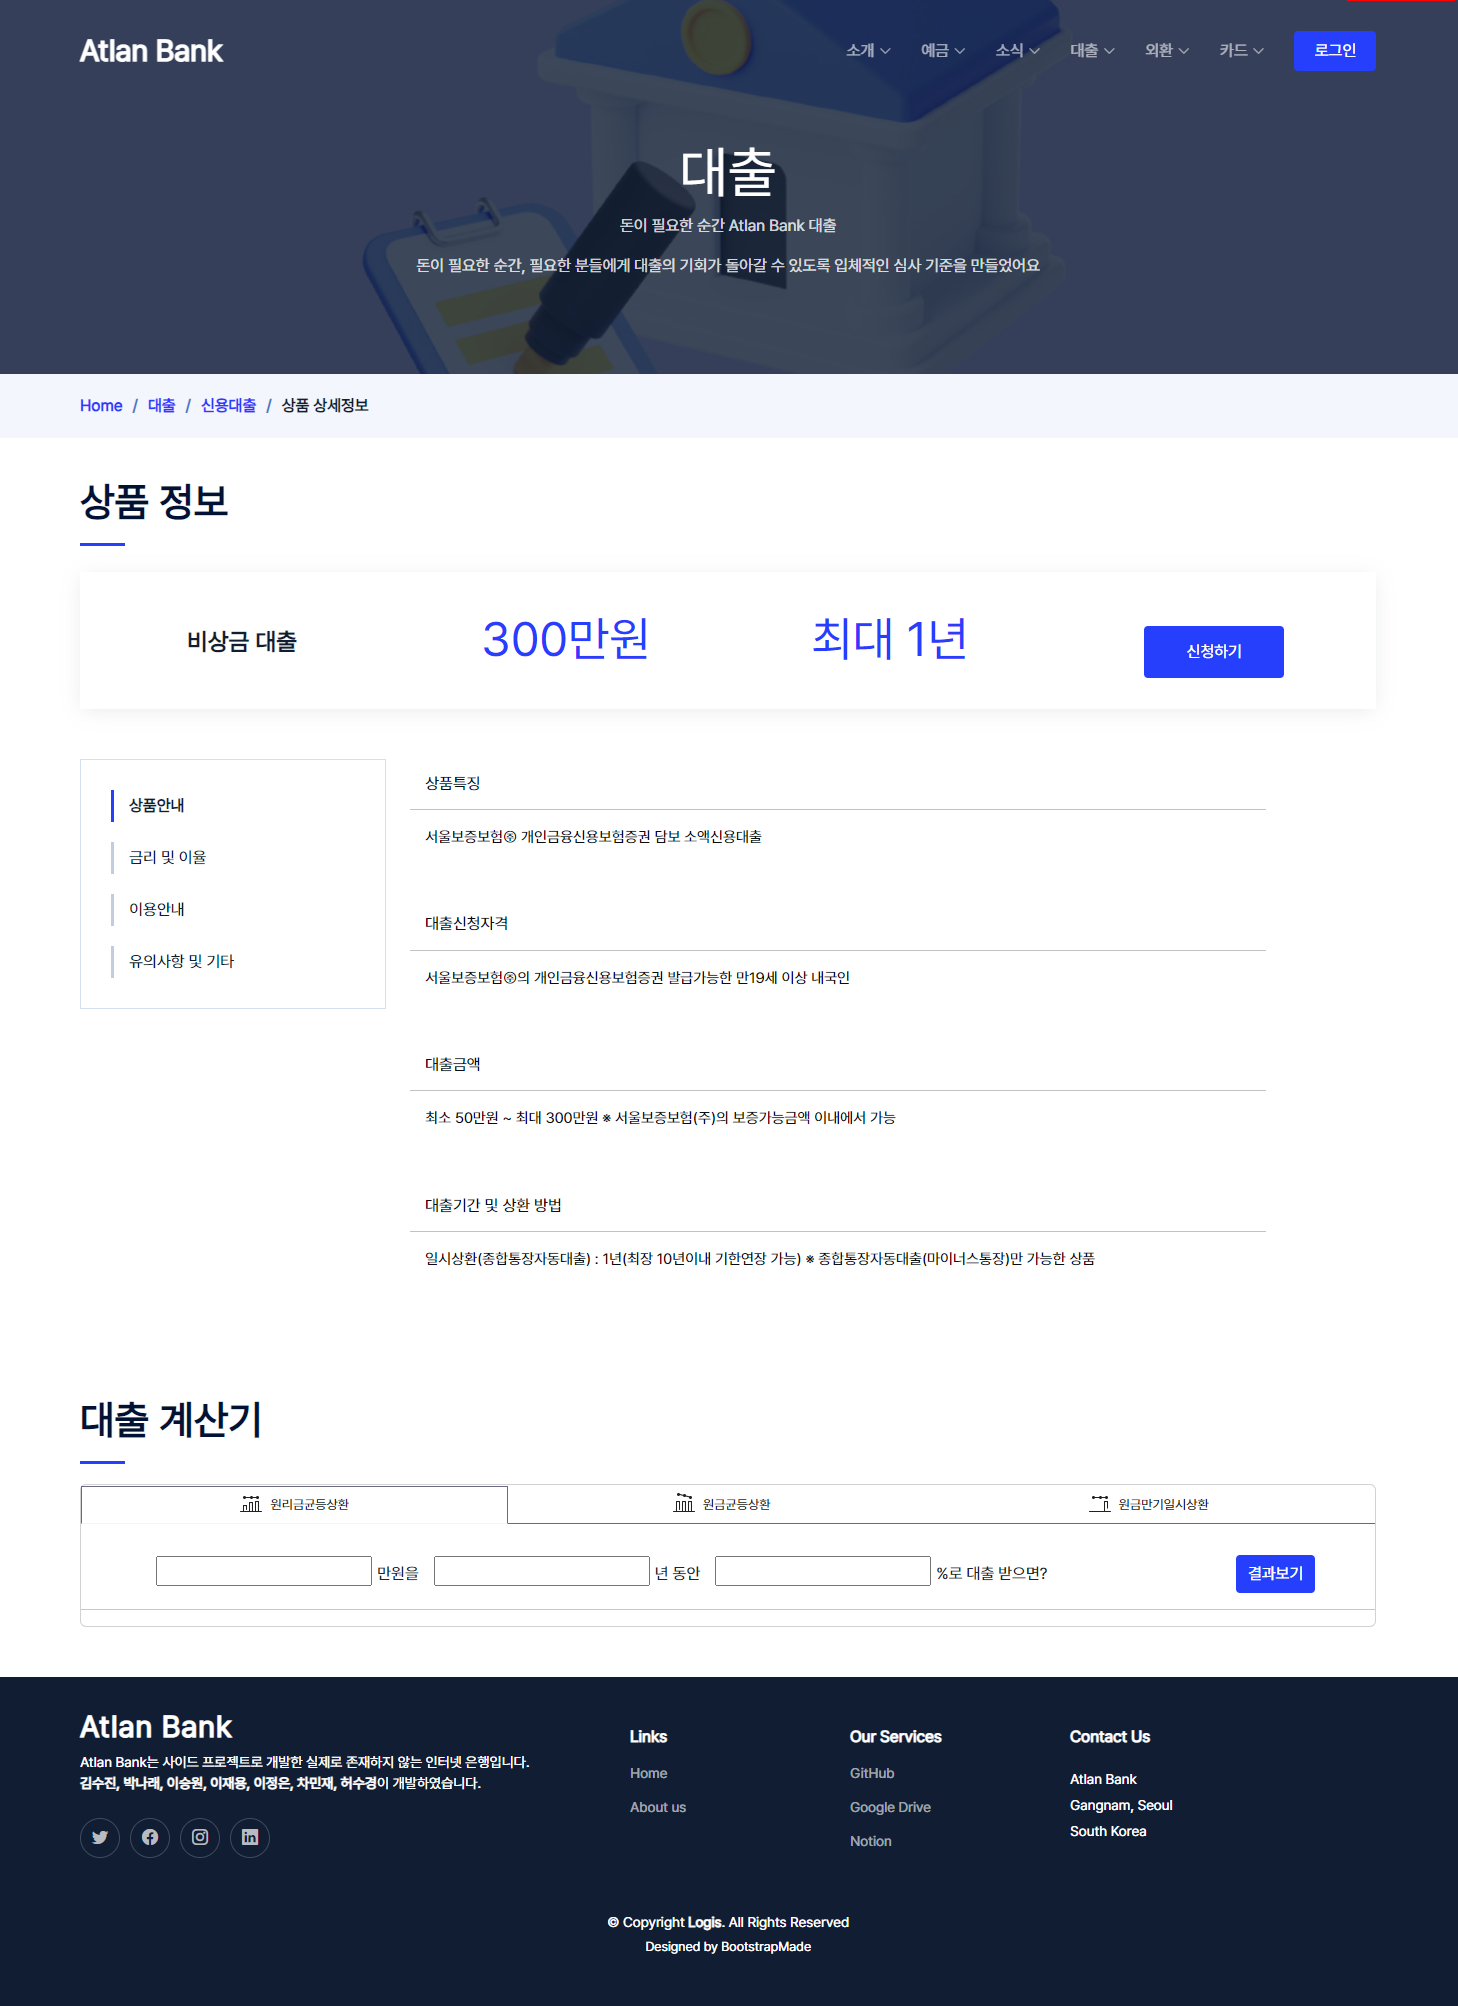 Atlan Bank
소개 예금 소식 대출 외환 카드 로그인
대출
돈이 필요한 순간 Atlan Bank 대출
돈이 필요한 순간, 필요한 분들에게 대출의 기회가 돌아갈 수 있도록 입체적인 심사 기준을 만들었어요
Home / 대출 / 신용대출 / 상품 상세정보
상품 정보
비상금 대출 300만원 최대 1년 신청하기
상품안내
금리 및 이율
이용안내
유의사항 및 기타
상품특징
서울보증보험㈜ 개인금융신용보험증권 담보 소액신용대출
대출신청자격
서울보증보험㈜의 개인금융신용보험증권 발급가능한 만19세 이상 내국인
대출금액
최소 50만원 ~ 최대 300만원 ※ 서울보증보험(주)의 보증가능금액 이내에서 가능
대출기간 및 상환 방법
일시상환(종합통장자동대출) : 1년(최장 10년이내 기한연장 가능) ※ 종합통장자동대출(마이너스통장)만 가능한 상품
대출 계산기
원리금균등상환 원금균등상환 원금만기일시상환
만원을 년 동안 %로 대출 받으면? 결과보기
Atlan Bank
Atlan Bank는 사이드 프로젝트로 개발한 실제로 존재하지 않는 인터넷 은행입니다.
김수진, 박나래, 이승원, 이재용, 이정은, 차민재, 허수경이 개발하였습니다.
Links
Home
About us
Our Services
GitHub
Google Drive
Notion
Contact Us
Atlan Bank
Gangnam, Seoul
South Korea
© Copyright Logis. All Rights Reserved
Designed by BootstrapMade